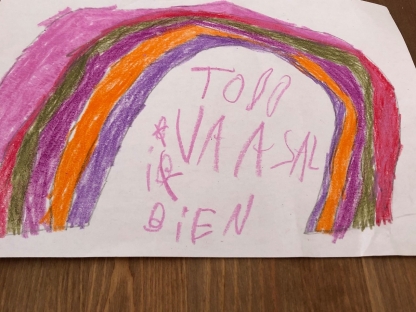 TODO
VA A SAL
iR
BiEN